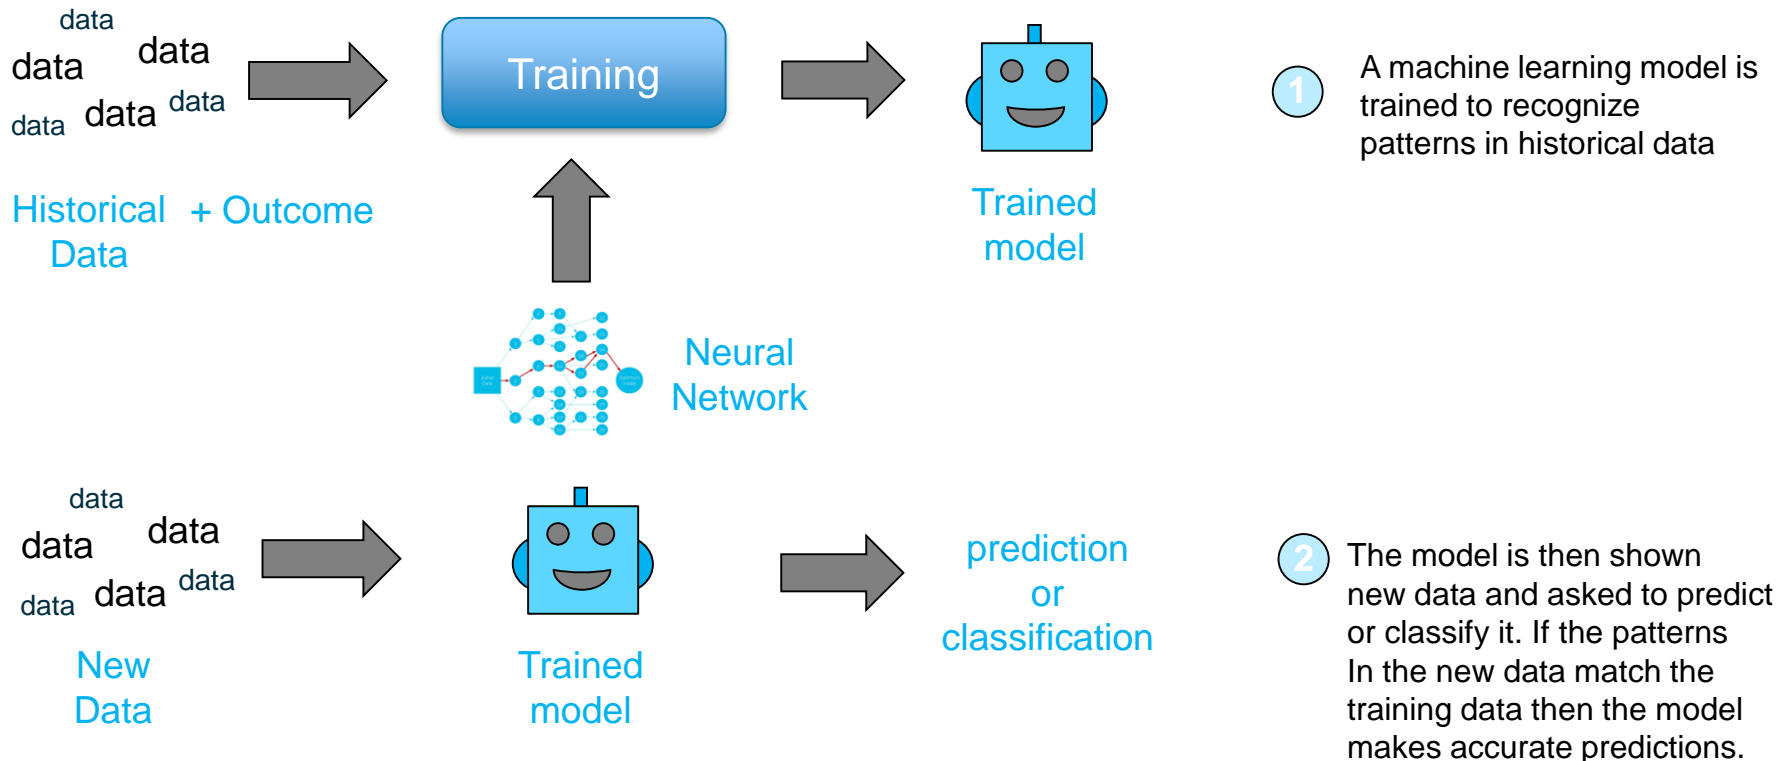 data
data
data
data
data
data
Historical + Outcome
Data
Training
Trained
model
1
A machine learning model is
trained to recognize
patterns in historical data
Neural
Network
data
data
data
data
data
data
New
Data
Trained
model
prediction
or
classification
2
The model is then shown
new data and asked to predict
or classify it. If the patterns
In the new data match the
training data then the model
makes accurate predictions.